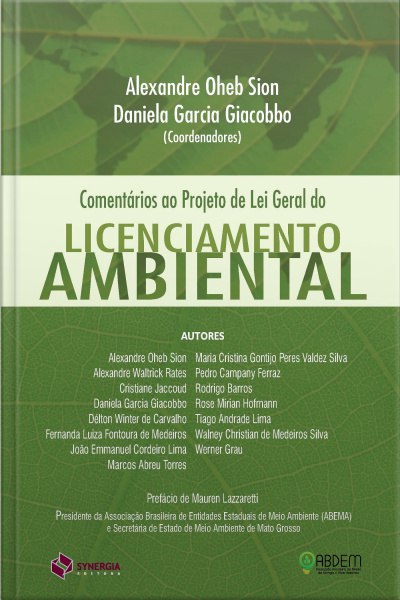 Alexandre Oheb Sion
Daniela Garcia Giacobbo
(Coordenadores)
Comentários ao Projeto de Lei Geral do
LICENCIAMENTO
AMBIENTAL
AUTORES
Alexandre Oheb Sion
Alexandre Waltrick Rates
Cristiane Jaccoud
Daniela Garcia Giacobbo
Délton Winter de Carvalho
Fernanda Luiza Fontoura de Medeiros
João Emmanuel Cordeiro Lima
Marcos Abreu Torres
Maria Cristina Gontijo Peres Valdez Silva
Pedro Campany Ferraz
Rodrigo Barros
Rose Mirian Hofmann
Tiago Andrade Lima
Walney Christian de Medeiros Silva
Werner Grau
Prefácio de Mauren Lazzaretti
Presidente da Associação Brasileira de Entidades Estaduais de Meio Ambiente (ABEMA)
e Secretária de Estado de Meio Ambiente de Mato Grosso
SYNERGIA
EDITORA
ABDEM